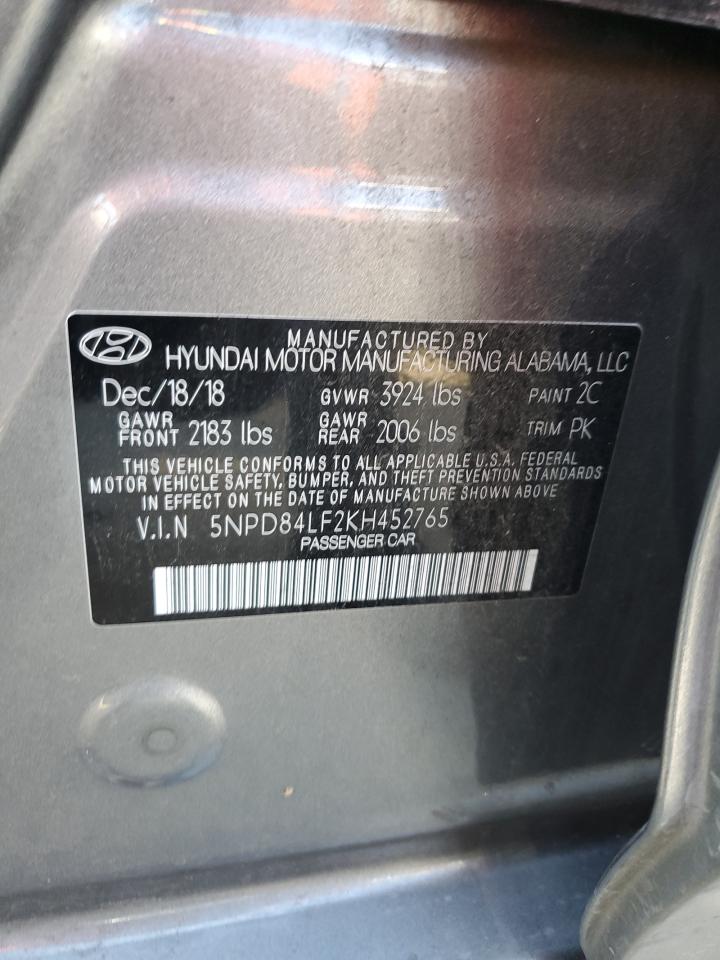 MANUFACTURED BY
HYUNDAI MOTOR MANUFACTURING ALABAMA, LLC
Dec/18/18 GVWR 3924 lbs PAINT 2C
GAWR FRONT 2183 lbs GAWR REAR 2006 lbs TRIM PK
THIS VEHICLE CONFORMS TO ALL APPLICABLE U.S.A. FEDERAL
MOTOR VEHICLE SAFETY, BUMPER, AND THEFT PREVENTION STANDARDS
IN EFFECT ON THE DATE OF MANUFACTURE SHOWN ABOVE
V.I.N 5NPD84LF2KH452765
PASSENGER CAR